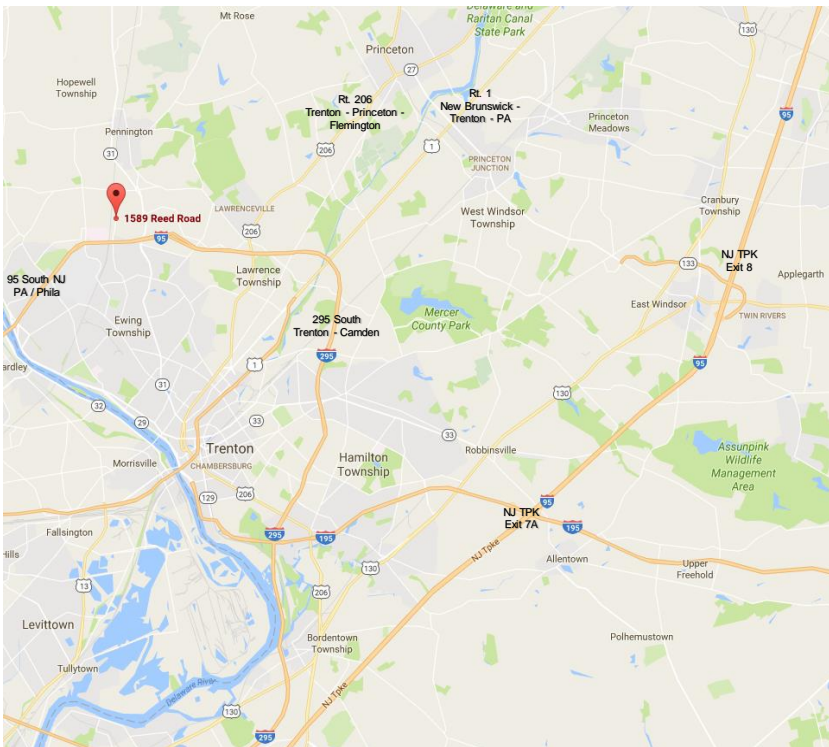 Delaware and
Raritan Canal
State Park
Mt Rose
130
Princeton
27
Hopewell
Township
Rt. 206
Trenton - Princeton -
Flemington
Rt. 1
New Brunswick -
Trenton - PA
95
Princeton
Meadows
Pennington
31
206
1
PRINCETON
JUNCTION
1589 Reed Road
LAWRENCEVILLE
206
West Windsor
Township
Cranbury
Township
95
95 South NJ
PA / Phila
Lawrence
Township
NJ TPK
Exit 8
133
Applegarth
Ewing
Township
295 South
Trenton - Camden
Mercer
County Park
East Windsor
TWIN RIVERS
295
1
95
ardley
31
130
32
29
33
33
Trenton
CHAMBERSBURG
Hamilton
Township
Robbinsville
Assunpink
Wildlife
Management
Area
Morrisville
129
206
95
NJ TPK
Exit 7A
195
Fallsington
295
195
NJ Tpke
Hills
Allentown
Upper
Freehold
13
130
206
Levittown
Bordentown
Township
Polhemustown
Tullytown
Delaware River
130
NJ Tpke
295